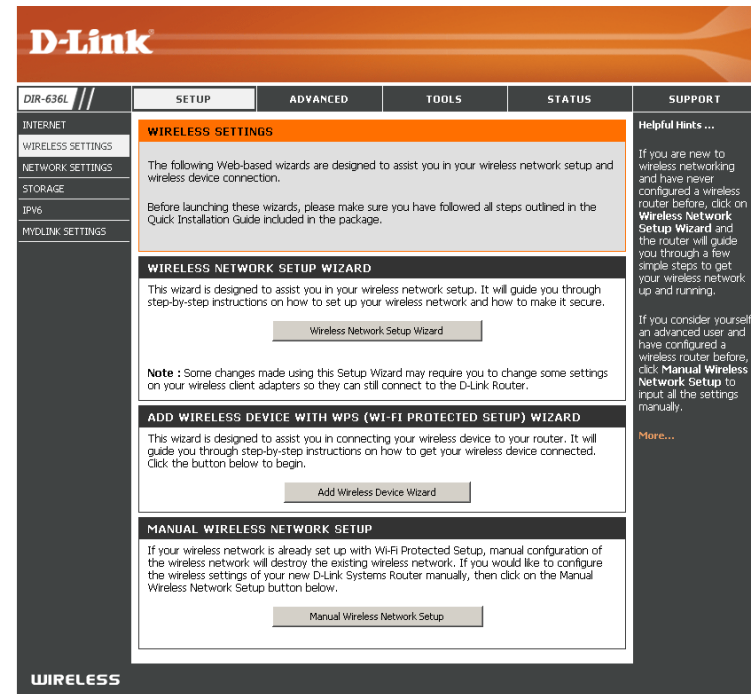 D-Link
DIR-636L
SETUP
ADVANCED
TOOLS
STATUS
SUPPORT
INTERNET
WIRELESS SETTINGS
NETWORK SETTINGS
STORAGE
IPV6
MYDLINK SETTINGS
WIRELESS SETTINGS
The following Web-based wizards are designed to assist you in your wireless network setup and
wireless device connection.
Before launching these wizards, please make sure you have followed all steps outlined in the
Quick Installation Guide included in the package.
WIRELESS NETWORK SETUP WIZARD
This wizard is designed to assist you in your wireless network setup. It will guide you through
step-by-step instructions on how to set up your wireless network and how to make it secure.
Wireless Network Setup Wizard
Note : Some changes made using this Setup Wizard may require you to change some settings
on your wireless client adapters so they can still connect to the D-Link Router.
ADD WIRELESS DEVICE WITH WPS (WI-FI PROTECTED SETUP) WIZARD
This wizard is designed to assist you in connecting your wireless device to your router. It will
guide you through step-by-step instructions on how to get your wireless device connected.
Click the button below to begin.
Add Wireless Device Wizard
MANUAL WIRELESS NETWORK SETUP
If your wireless network is already set up with Wi-Fi Protected Setup, manual confguration of
the wireless network will destroy the existing wireless network. If you would like to configure
the wireless settings of your new D-Link Systems Router manually, then click on the Manual
Wireless Network Setup button below.
Manual Wireless Network Setup
Helpful Hints ...
If you are new to
wireless networking
and have never
configured a wireless
router before, click on
Wireless Network
Setup Wizard and
the router will guide
you through a few
simple steps to get
your wireless network
up and running.
If you consider yourself
an advanced user and
have configured a
wireless router before,
click Manual Wireless
Network Setup to
input all the settings
manually.
More...
WIRELESS